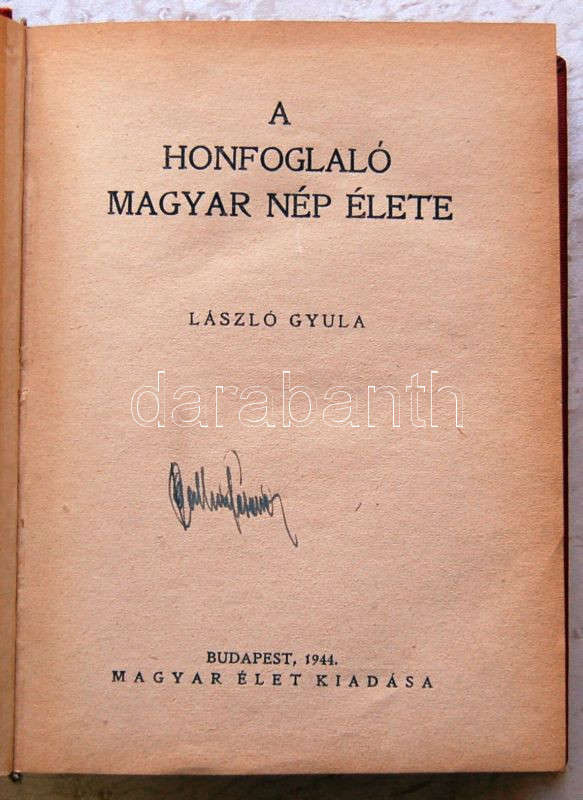 A
HONFOGLALÓ
MAGYAR NÉP ÉLETE
LÁSZLÓ GYULA
darabanth
BUDAPEST, 1944.
MAGYAR ÉLET KIADÁSA